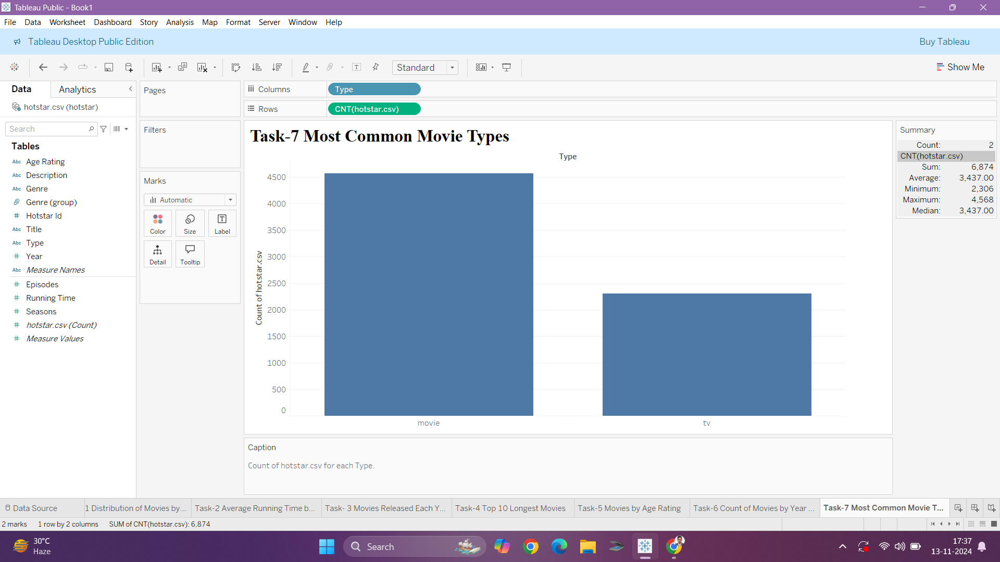 Tableau Public - Book1
File Data Worksheet Dashboard Story Analysis Map Format Server Window Help
Tableau Desktop Public Edition
Buy Tableau
Standard
Show Me
Data
Analytics
hotstar.csv (hotstar)
Search
Tables
Abc Age Rating
Abc Description
Abc Genre
Genre (group)
# Hotstar Id
Abc Title
Abc Type
# Year
Abc Measure Names
# Episodes
# Running Time
# Seasons
# hotstar.csv (Count)
# Measure Values
Pages
Filters
Marks
Automatic
Color Size Label
Detail Tooltip
Columns Type
Rows CNT(hotstar.csv)
Task-7 Most Common Movie Types
Type
Count of hotstar.csv
4500
4000
3500
3000
2500
2000
1500
1000
500
0
movie tv
Caption
Count of hotstar.csv for each Type.
Summary
Count: 2
CNT(hotstar.csv)
Sum: 6,874
Average: 3,437.00
Minimum: 2,306
Maximum: 4,568
Median: 3,437.00
Data Source 1 Distribution of Movies by... Task-2 Average Running Time b... Task- 3 Movies Released Each Y... Task-4 Top 10 Longest Movies Task-5 Movies by Age Rating Task-6 Count of Movies by Year ... Task-7 Most Common Movie T...
2 marks 1 row by 2 columns SUM of CNT(hotstar.csv): 6,874
30°C
Haze
Search
17:37
13-11-2024